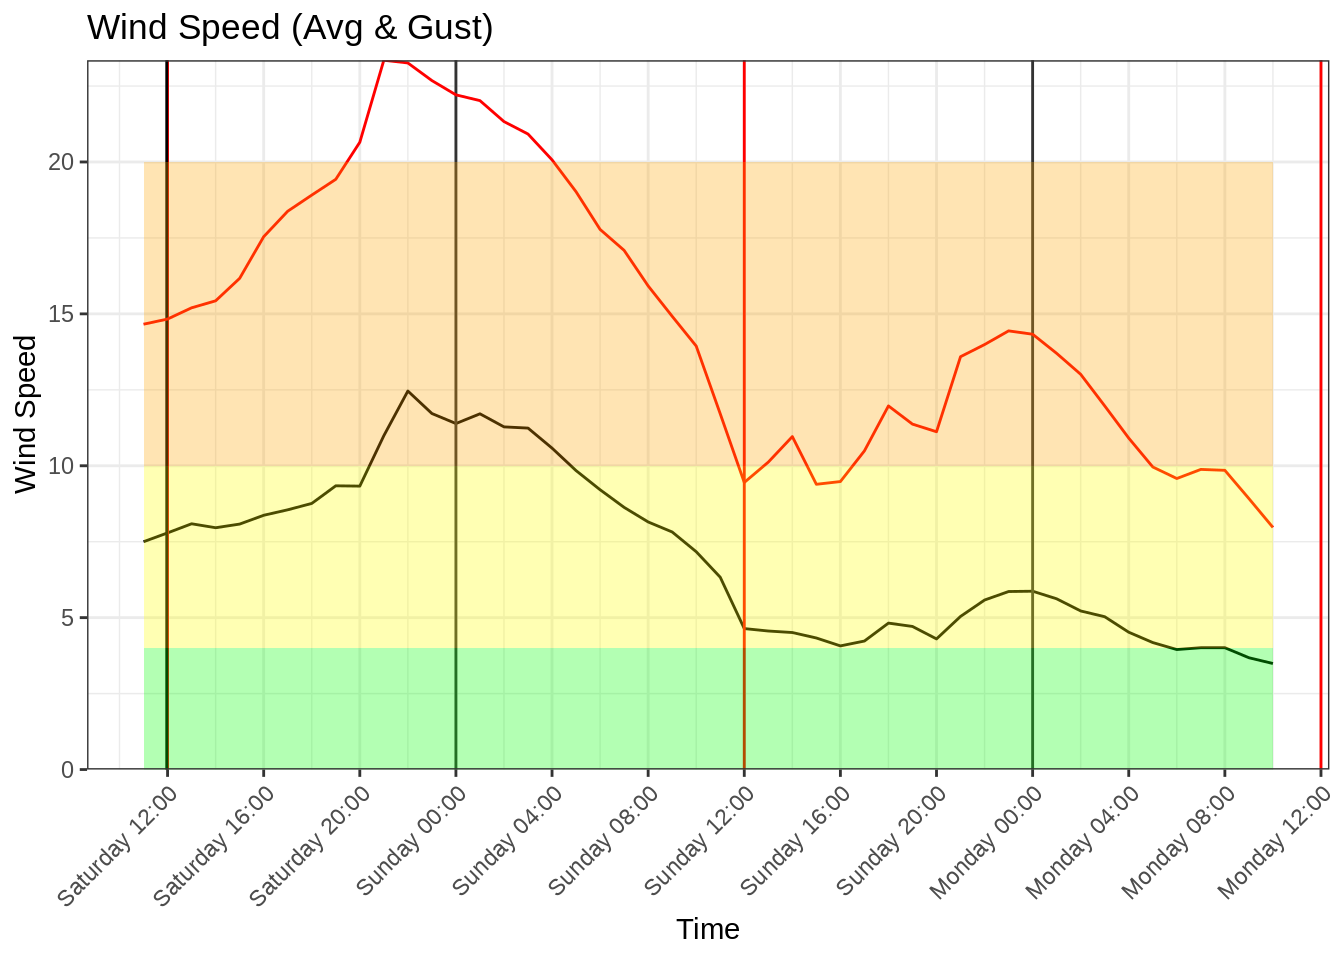 Wind Speed (Avg & Gust)
Wind Speed
20
15
10
5
0
Saturday 12:00
Saturday 16:00
Saturday 20:00
Sunday 00:00
Sunday 04:00
Sunday 08:00
Sunday 12:00
Sunday 16:00
Sunday 20:00
Monday 00:00
Monday 04:00
Monday 08:00
Monday 12:00
Time